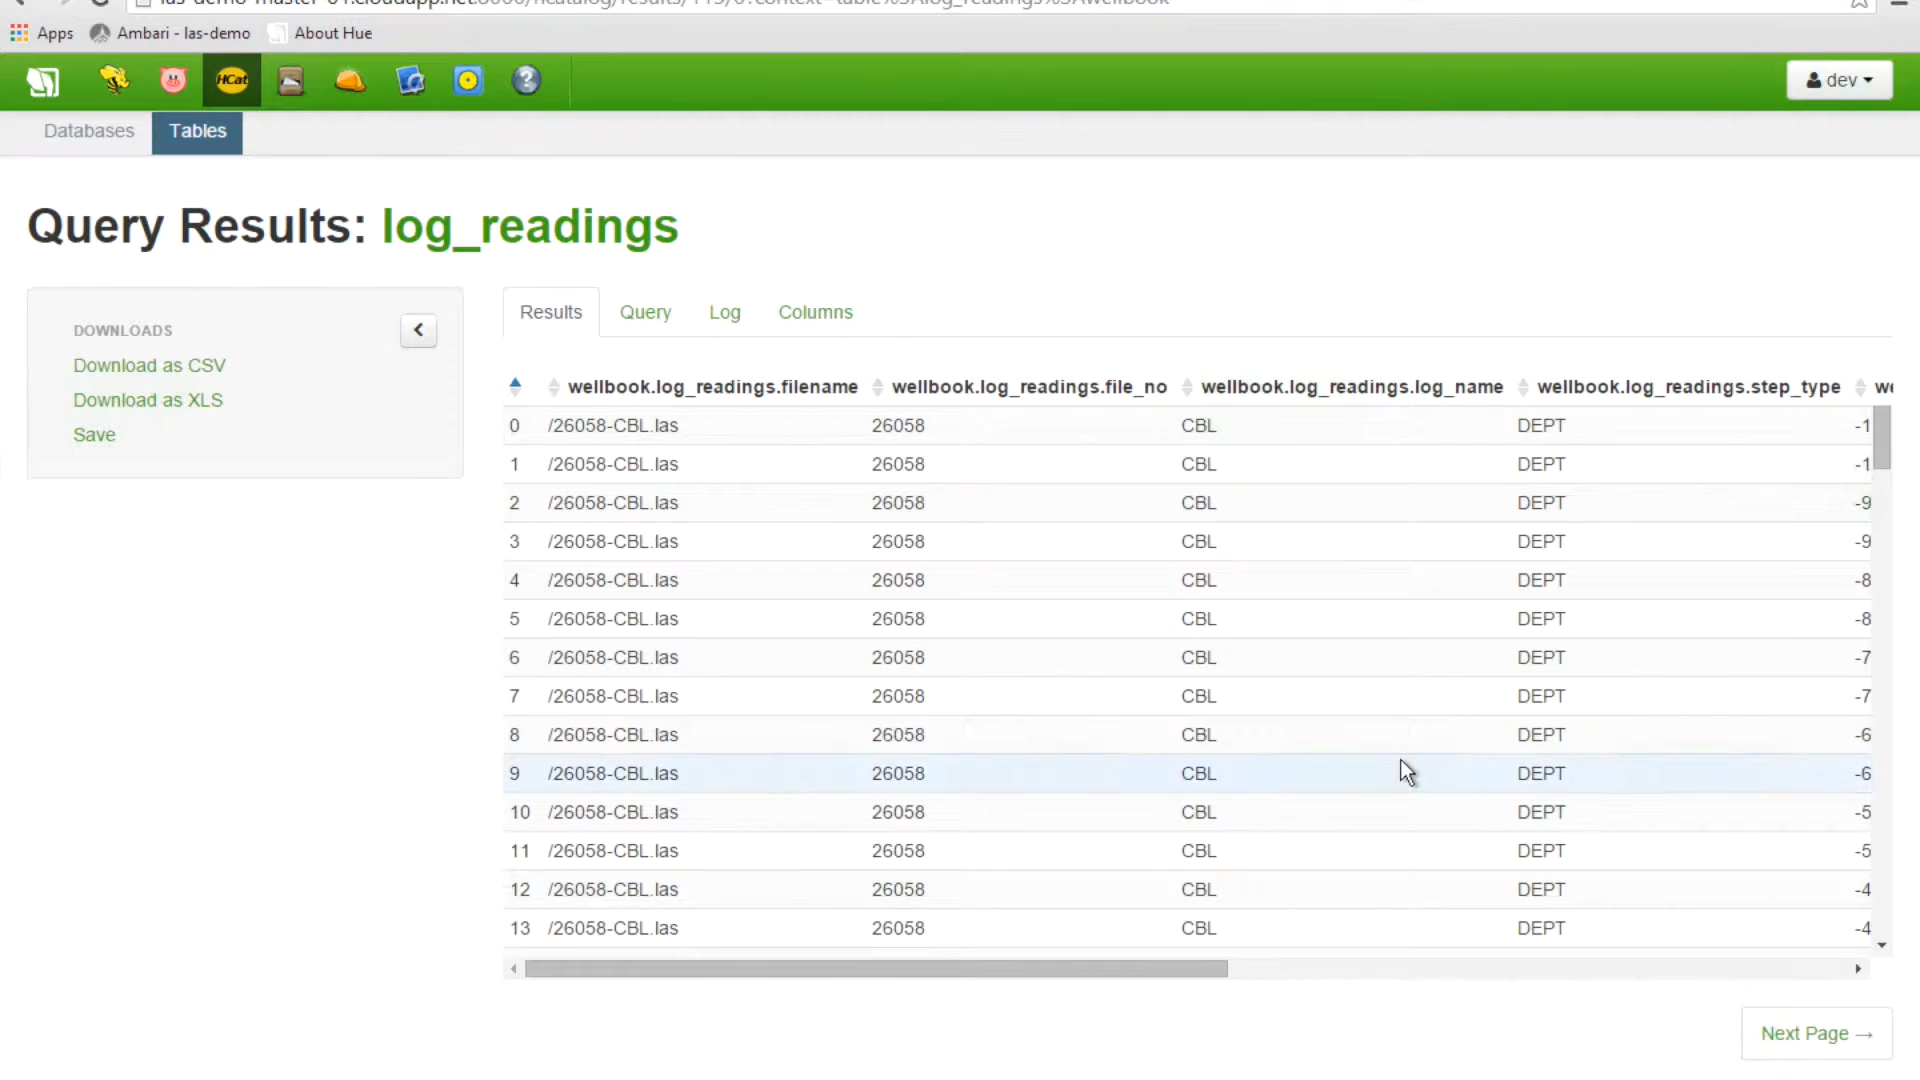 Apps Ambari - las-demo About Hue
HCat dev
Databases Tables
Query Results: log_readings
DOWNLOADS
Download as CSV
Download as XLS
Save
Results Query Log Columns
wellbook.log_readings.filename wellbook.log_readings.file_no wellbook.log_readings.log_name wellbook.log_readings.step_type we
0 /26058-CBL.las 26058 CBL DEPT -1
1 /26058-CBL.las 26058 CBL DEPT -1
2 /26058-CBL.las 26058 CBL DEPT -9
3 /26058-CBL.las 26058 CBL DEPT -9
4 /26058-CBL.las 26058 CBL DEPT -8
5 /26058-CBL.las 26058 CBL DEPT -8
6 /26058-CBL.las 26058 CBL DEPT -7
7 /26058-CBL.las 26058 CBL DEPT -7
8 /26058-CBL.las 26058 CBL DEPT -6
9 /26058-CBL.las 26058 CBL DEPT -6
10 /26058-CBL.las 26058 CBL DEPT -5
11 /26058-CBL.las 26058 CBL DEPT -5
12 /26058-CBL.las 26058 CBL DEPT -4
13 /26058-CBL.las 26058 CBL DEPT -4
Next Page →